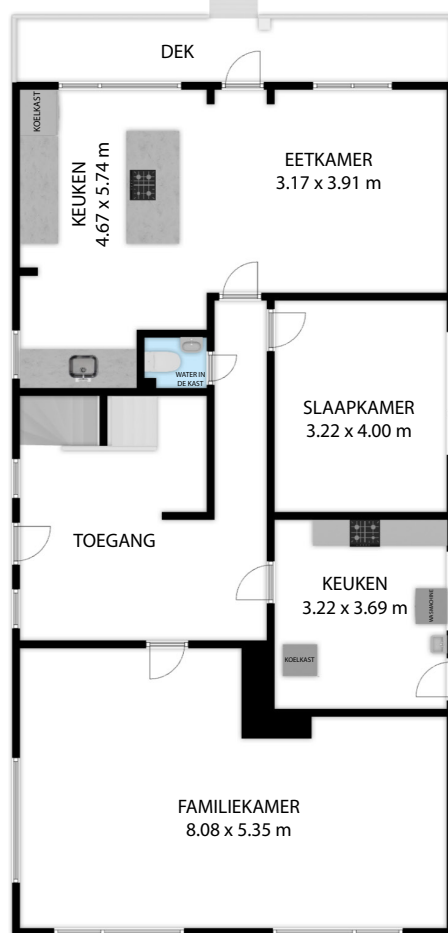 DEK
KOELKAST
KEUKEN
4.67 x 5.74 m
EETKAMER
3.17 x 3.91 m
WATER IN
DE KAST
SLAAPKAMER
3.22 x 4.00 m
TOEGANG
KEUKEN
3.22 x 3.69 m
WASMACHINE
KOELKAST
FAMILIEKAMER
8.08 x 5.35 m